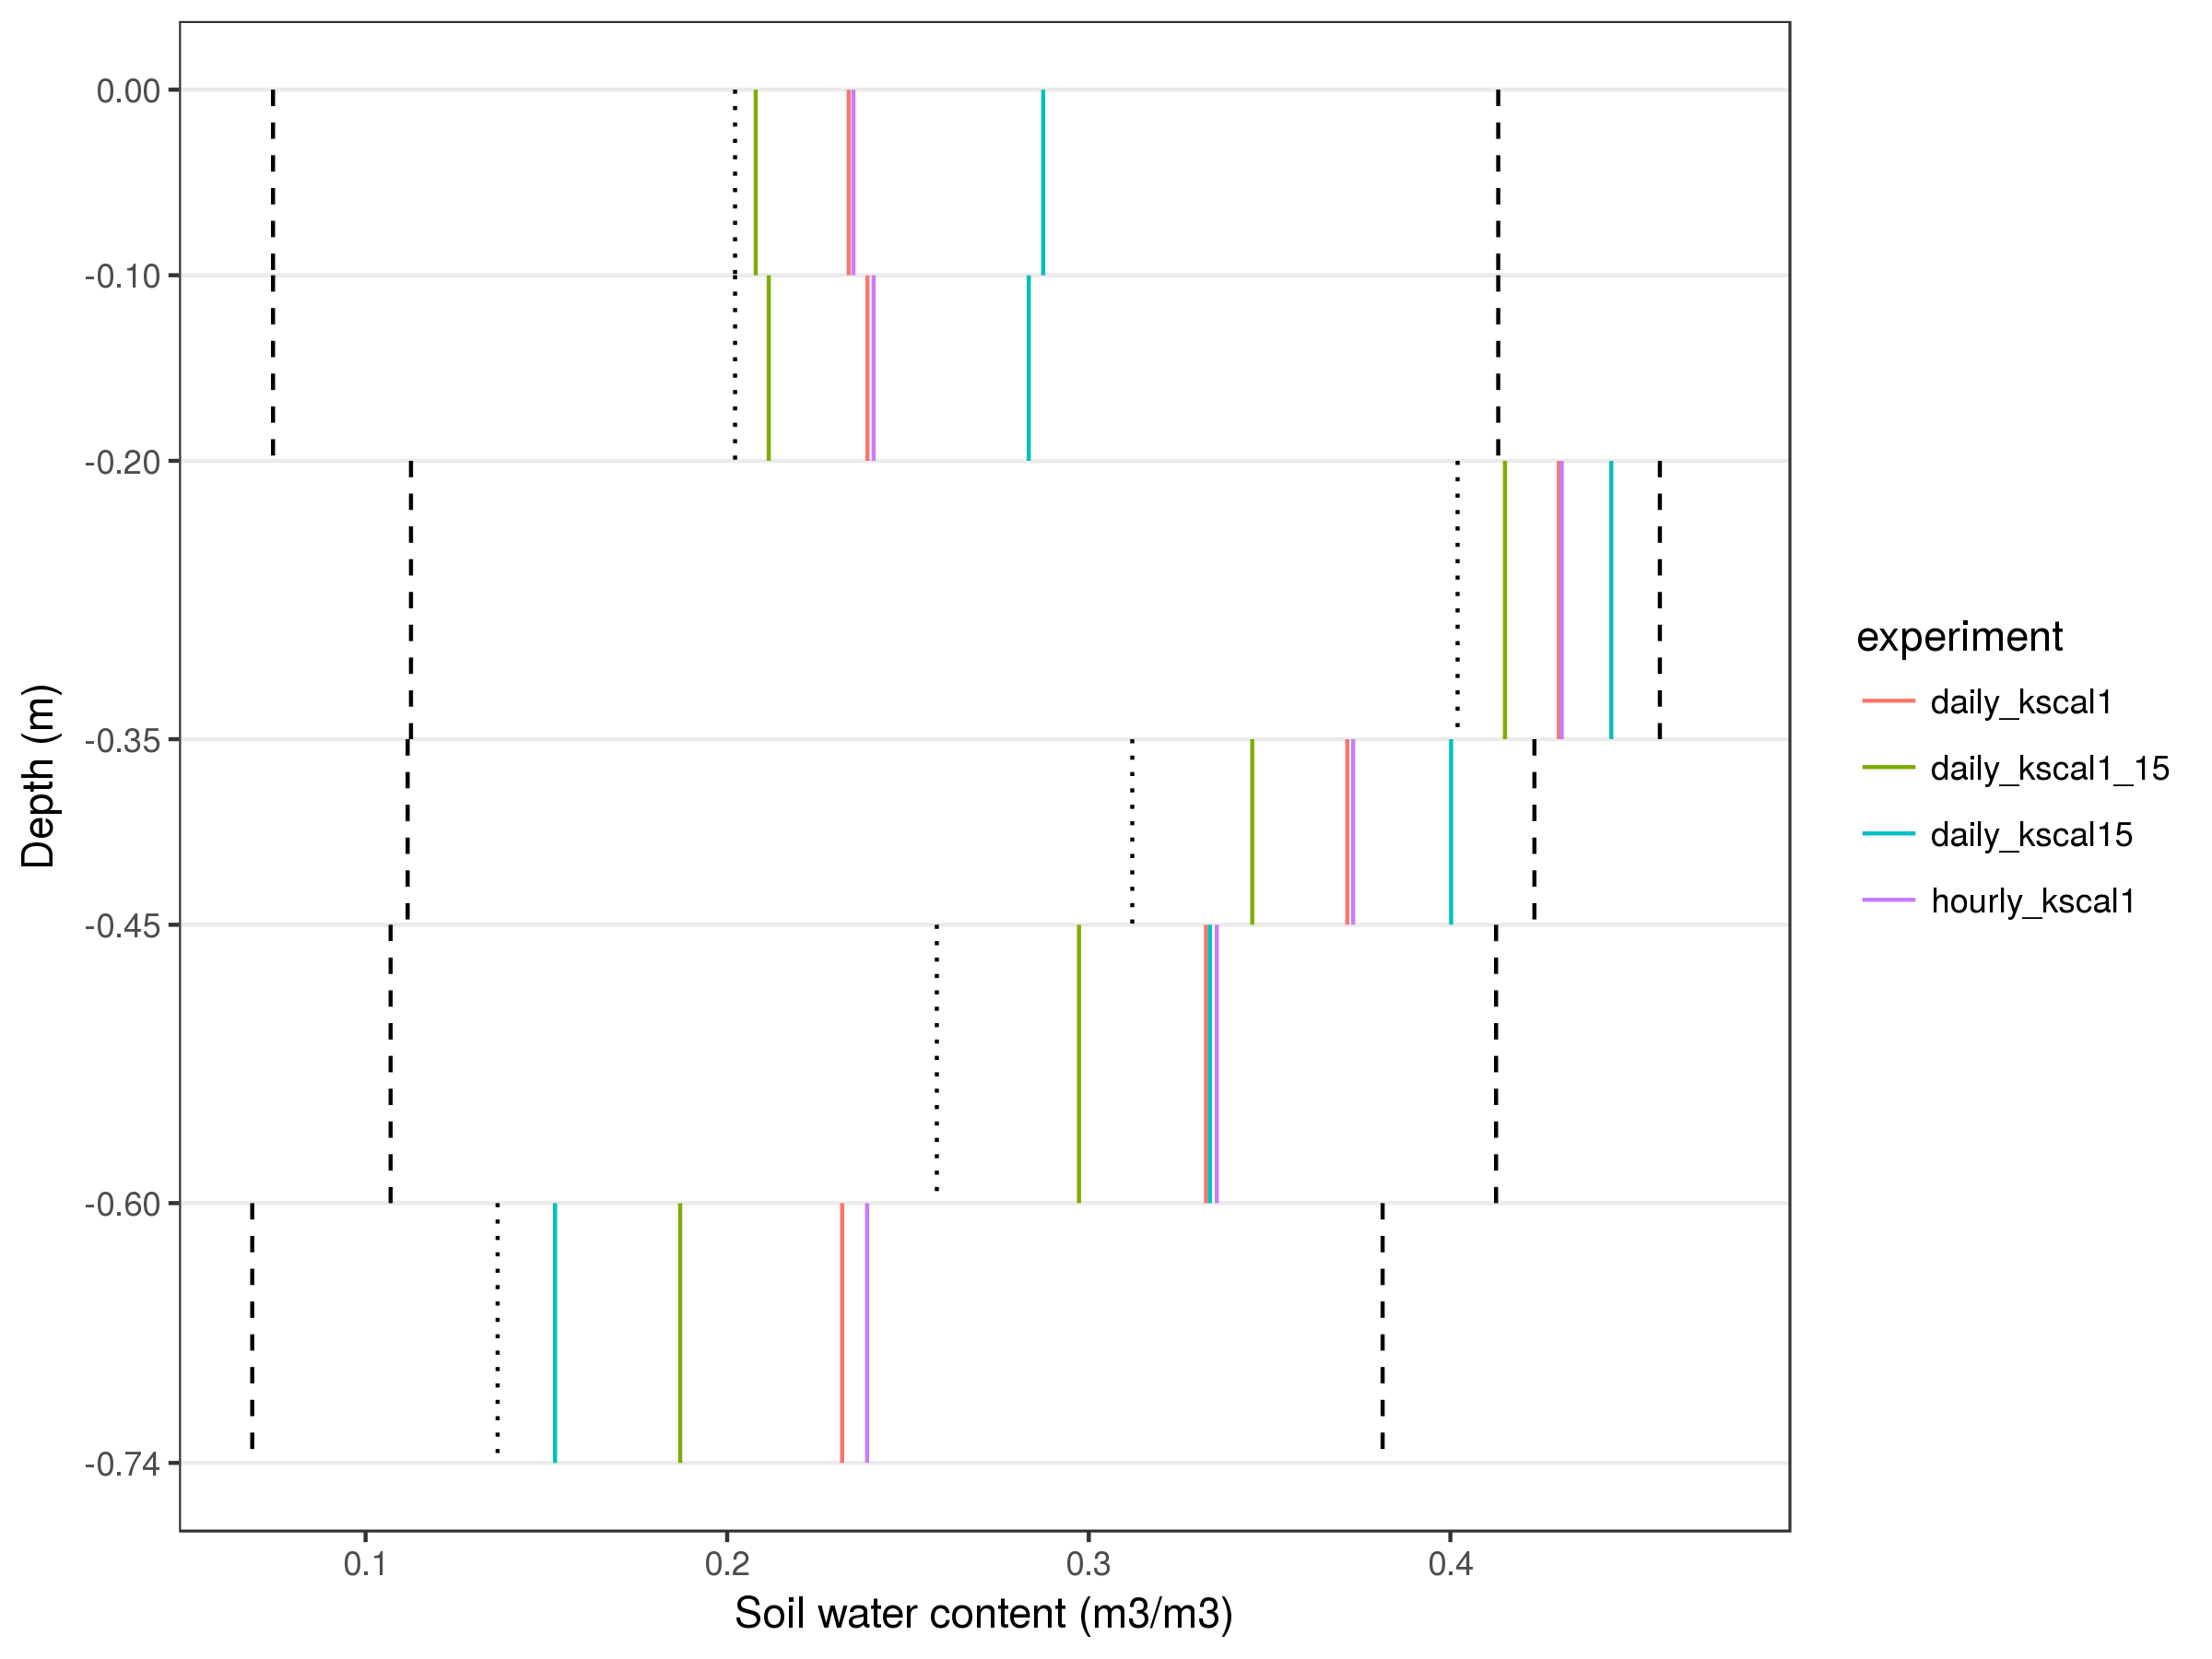 0.00
-0.10
-0.20
-0.35
-0.45
-0.60
-0.74
Depth (m)
0.1 0.2 0.3 0.4
Soil water content (m3/m3)
experiment
daily_kscal1
daily_kscal1_15
daily_kscal15
hourly_kscal1